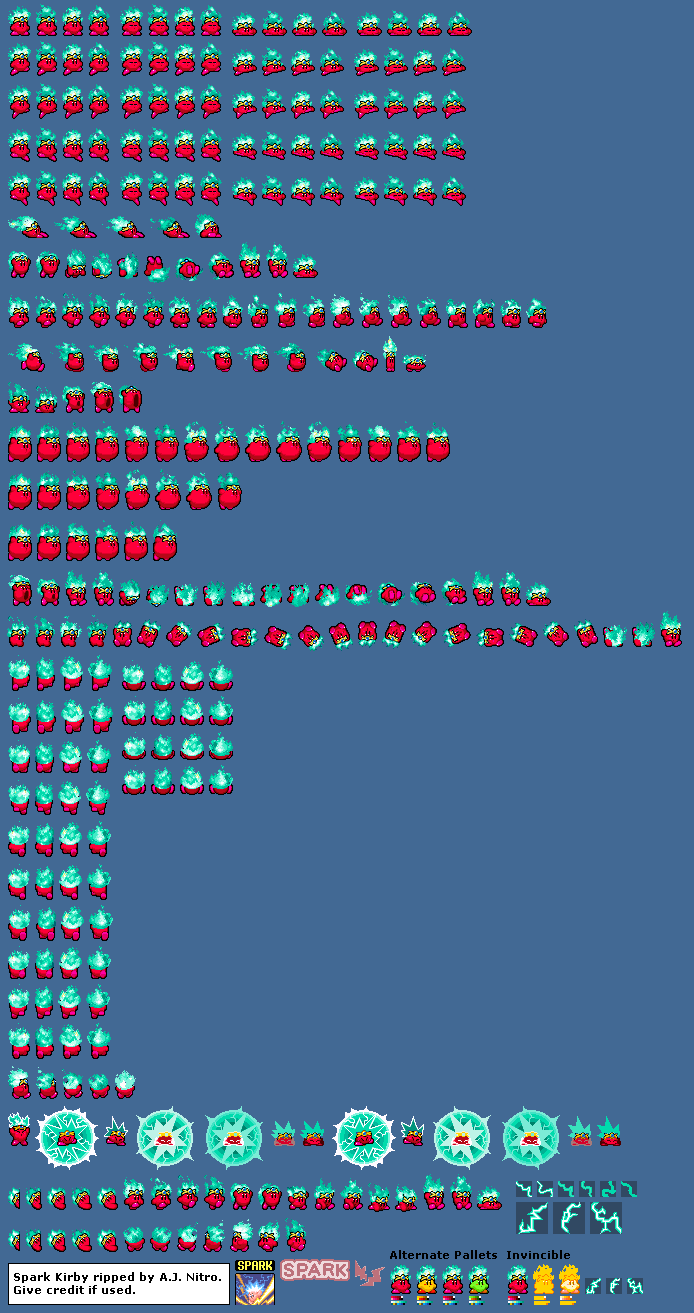 Alternate Pallets Invincible
SPARK
SPARK
Spark Kirby ripped by A.J. Nitro.
Give credit if used.